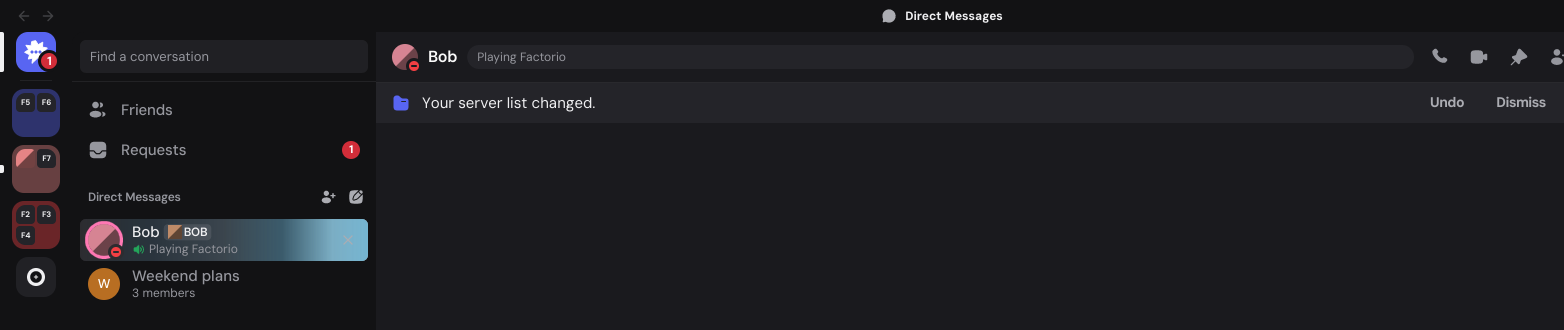 Direct Messages
1
F5 F6
F7
F2 F3
F4
Find a conversation
Friends
Requests 1
Direct Messages
Bob BOB
Playing Factorio
W Weekend plans
3 members
Bob Playing Factorio
Your server list changed. Undo Dismiss